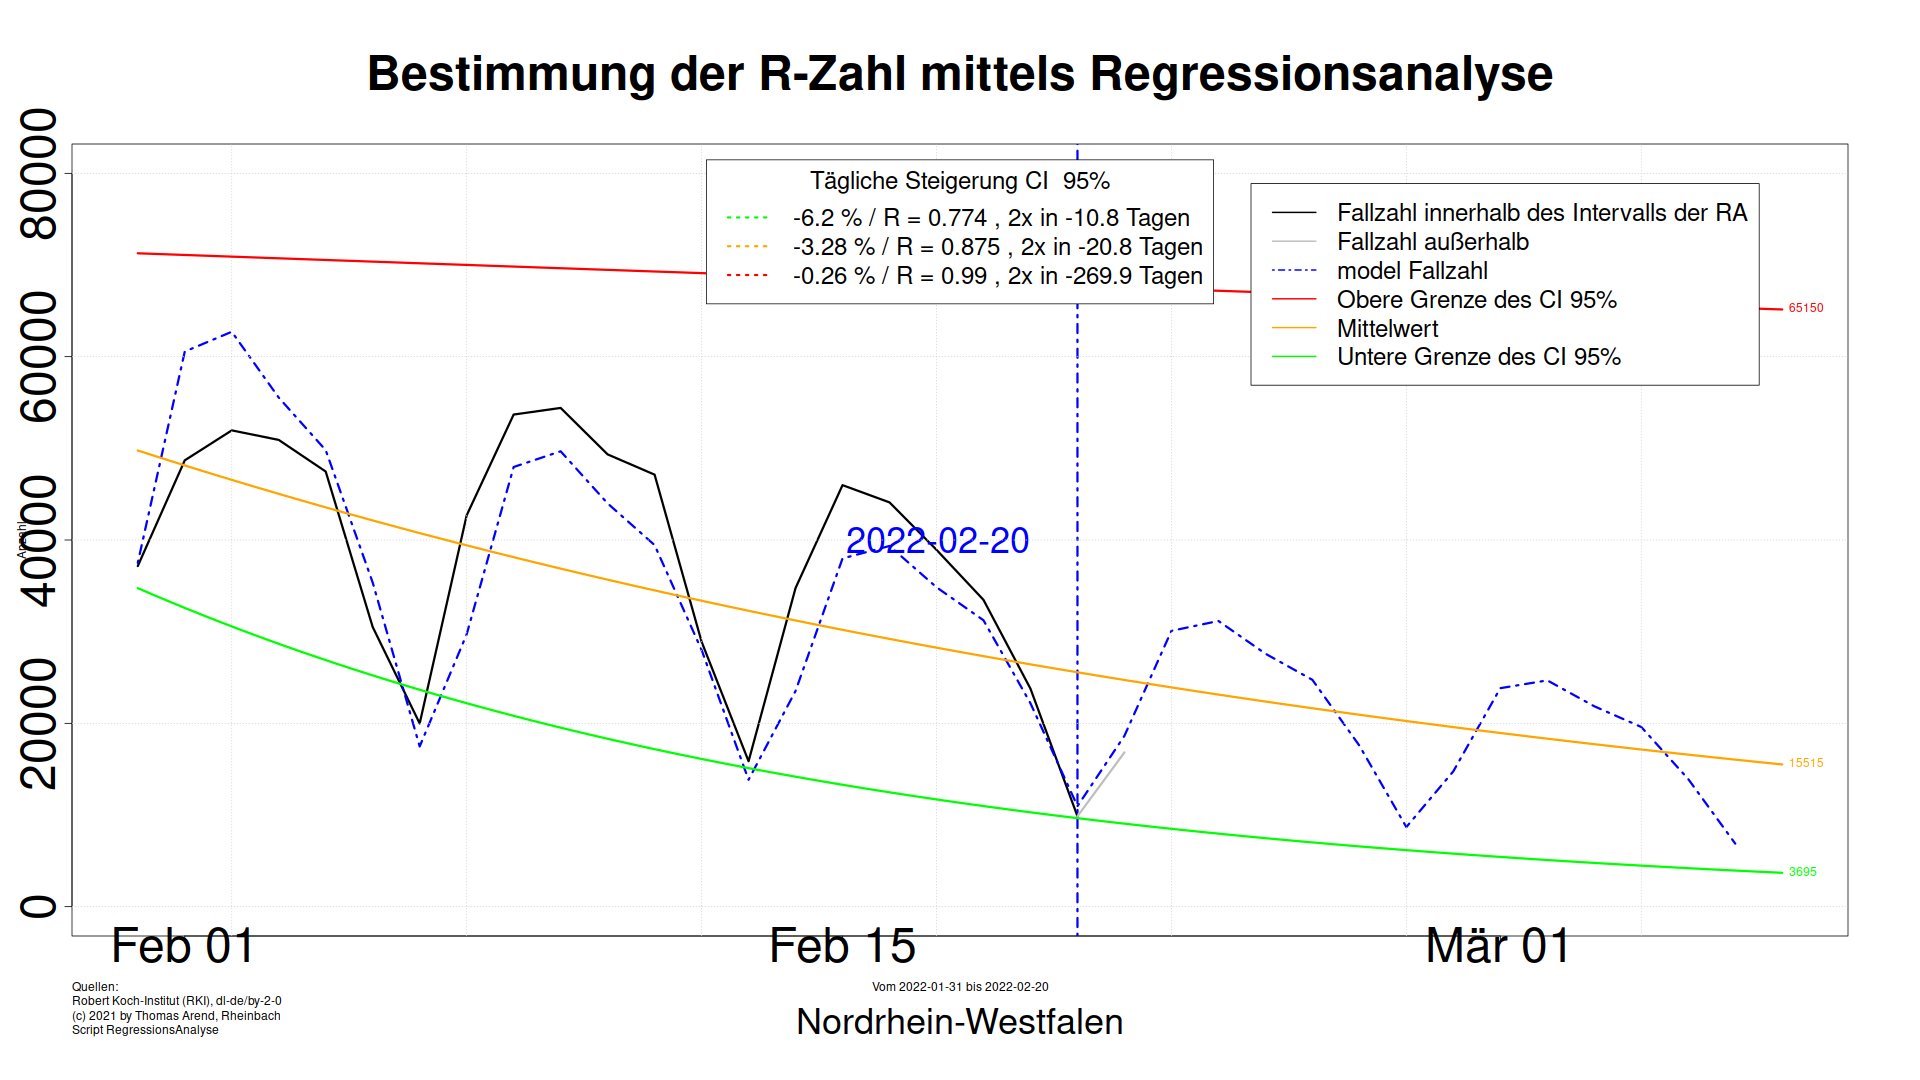 Bestimmung der R-Zahl mittels Regressionsanalyse
80000
60000
40000
20000
0
Anzahl
Tägliche Steigerung CI 95%
-6.2 % / R = 0.774 , 2x in -10.8 Tagen
-3.28 % / R = 0.875 , 2x in -20.8 Tagen
-0.26 % / R = 0.99 , 2x in -269.9 Tagen
Fallzahl innerhalb des Intervalls der RA
Fallzahl außerhalb
model Fallzahl
Obere Grenze des CI 95%
Mittelwert
Untere Grenze des CI 95%
65150
2022-02-20
15515
3695
Feb 01
Feb 15
Mär 01
Quellen:
Robert Koch-Institut (RKI), dl-de/by-2-0
(c) 2021 by Thomas Arend, Rheinbach
Script RegressionsAnalyse
Vom 2022-01-31 bis 2022-02-20
Nordrhein-Westfalen